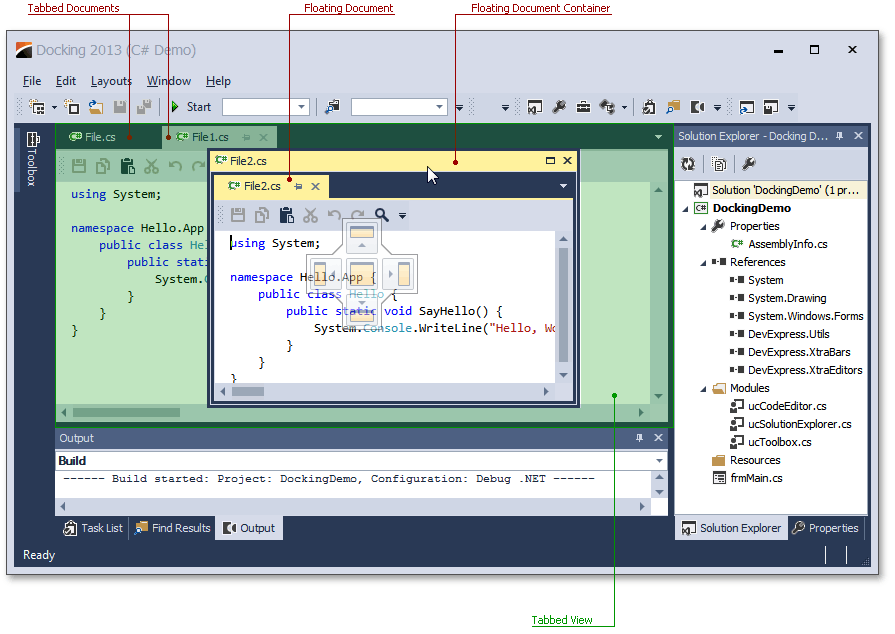 Tabbed Documents Floating Document Floating Document Container
Docking 2013 (C# Demo)
File Edit Layouts Window Help
Start
Toolbox
File.cs File1.cs
using System;
namespace Hello.App
public class Hel
public stati
System.C
}
}
}
File2.cs
File2.cs
using System;
namespace Hello.App {
public class Hello {
public static void SayHello() {
System.Console.WriteLine("Hello, Wo
}
}
}
Solution Explorer - Docking D...
Solution 'DockingDemo' (1 pr...
DockingDemo
Properties
AssemblyInfo.cs
References
System
System.Drawing
System.Windows.Forms
DevExpress.Utils
DevExpress.XtraBars
DevExpress.XtraEditors
Modules
ucCodeEditor.cs
ucSolutionExplorer.cs
ucToolbox.cs
Resources
frmMain.cs
Output
Build
------ Build started: Project: DockingDemo, Configuration: Debug .NET ------
Task List Find Results Output
Solution Explorer Properties
Ready
Tabbed View